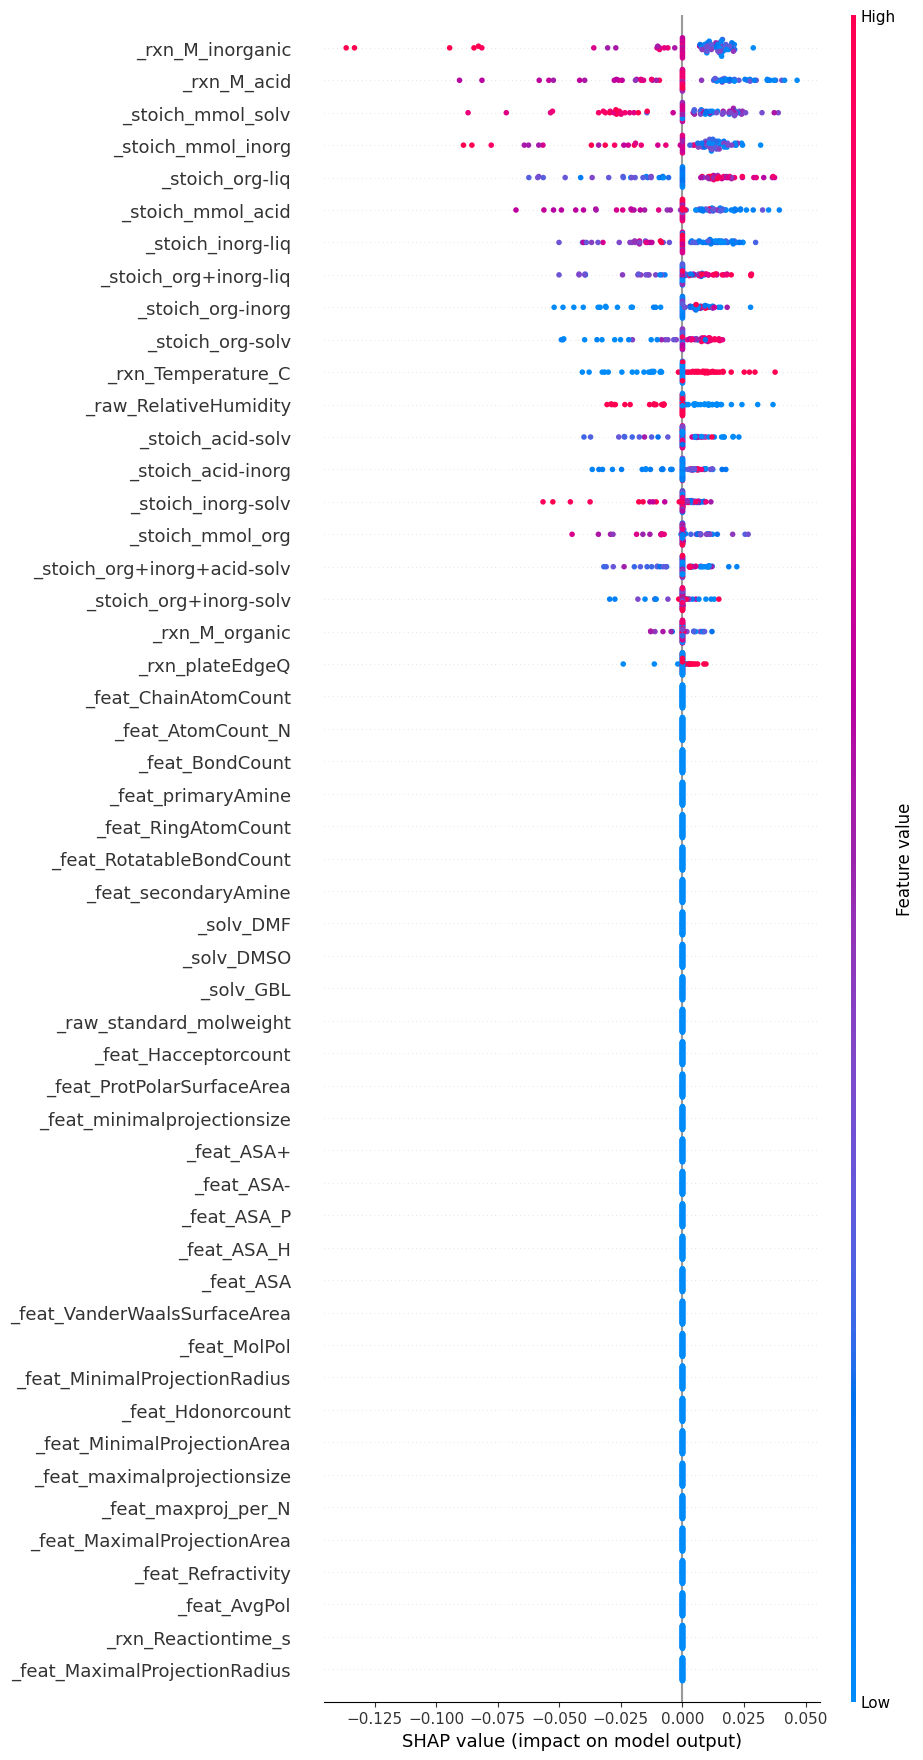 High
_rxn_M_inorganic
_rxn_M_acid
_stoich_mmol_solv
_stoich_mmol_inorg
_stoich_org-liq
_stoich_mmol_acid
_stoich_inorg-liq
_stoich_org+inorg-liq
_stoich_org-inorg
_stoich_org-solv
_rxn_Temperature_C
_raw_RelativeHumidity
_stoich_acid-solv
_stoich_acid-inorg
_stoich_inorg-solv
_stoich_mmol_org
_stoich_org+inorg+acid-solv
_stoich_org+inorg-solv
_rxn_M_organic
_rxn_plateEdgeQ
_feat_ChainAtomCount
_feat_AtomCount_N
_feat_BondCount
_feat_primaryAmine
_feat_RingAtomCount
_feat_RotatableBondCount
_feat_secondaryAmine
_solv_DMF
_solv_DMSO
_solv_GBL
_raw_standard_molweight
_feat_Hacceptorcount
_feat_ProtPolarSurfaceArea
_feat_minimalprojectionsize
_feat_ASA+
_feat_ASA-
_feat_ASA_P
_feat_ASA_H
_feat_ASA
_feat_VanderWaalsSurfaceArea
_feat_MolPol
_feat_MinimalProjectionRadius
_feat_Hdonorcount
_feat_MinimalProjectionArea
_feat_maximalprojectionsize
_feat_maxproj_per_N
_feat_MaximalProjectionArea
_feat_Refractivity
_feat_AvgPol
_rxn_Reactiontime_s
_feat_MaximalProjectionRadius
Feature value
Low
−0.125 −0.100 −0.075 −0.050 −0.025 0.000 0.025 0.050
SHAP value (impact on model output)